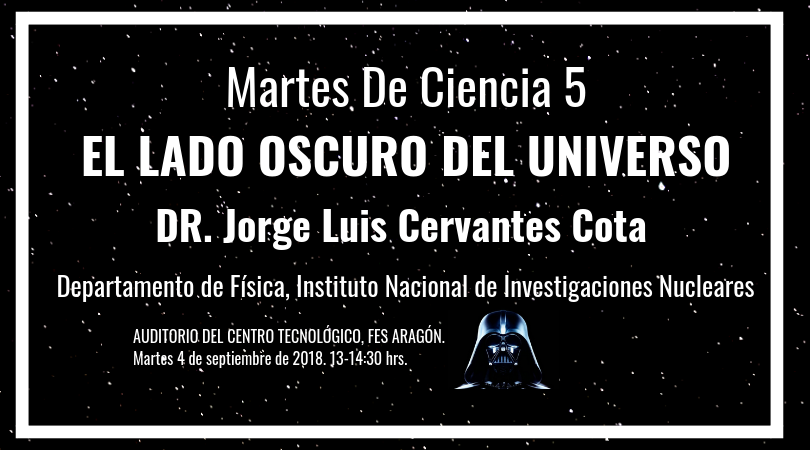 Martes De Ciencia 5
EL LADO OSCURO DEL UNIVERSO
DR. Jorge Luis Cervantes Cota
Departamento de Física, Instituto Nacional de Investigaciones Nucleares
AUDITORIO DEL CENTRO TECNOLÓGICO, FES ARAGÓN.
Martes 4 de septiembre de 2018. 13-14:30 hrs.